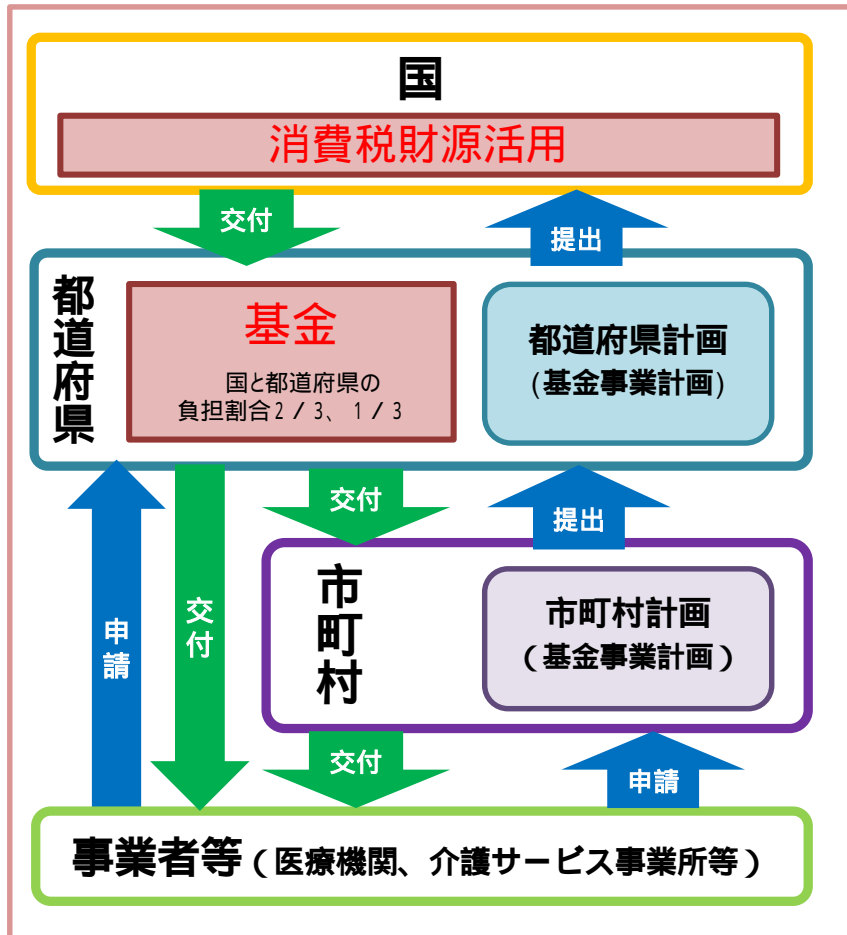 国
消費税財源活用
交付
提出
都道府県
基金
国と都道府県の
負担割合2/3、1/3
都道府県計画
(基金事業計画)
交付
提出
申請
交付
市町村
市町村計画
(基金事業計画)
交付
申請
事業者等(医療機関、介護サービス事業所等)